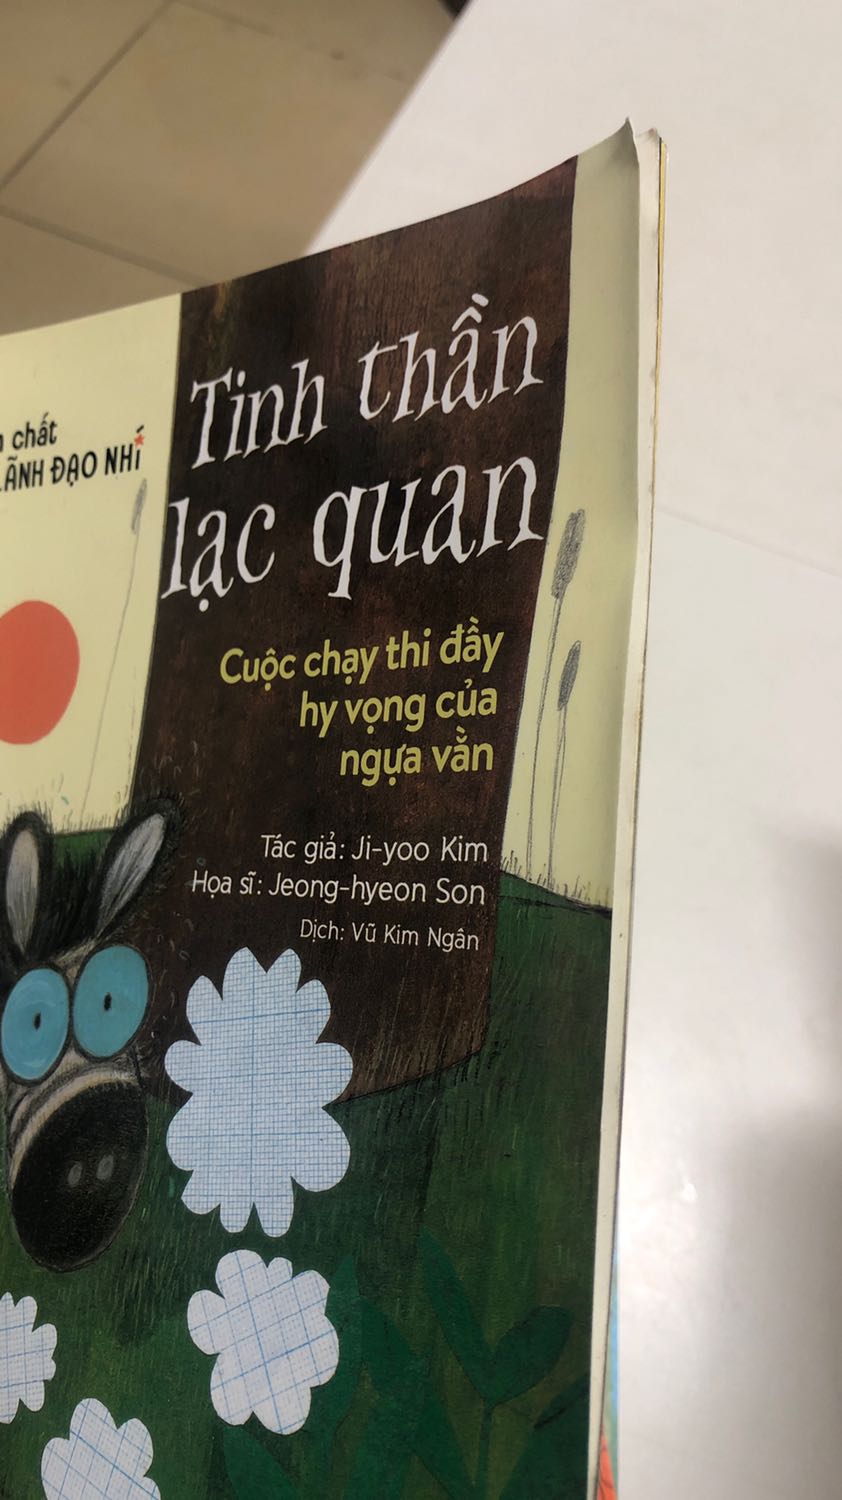 chất
LÃNH ĐẠO NHÍ
Tinh thần
lạc quan
Cuộc chạy thi đầy
hy vọng của
ngựa vằn
Tác giả: Ji-yoo Kim
Họa sĩ: Jeong-hyeon Son
Dịch: Vũ Kim Ngân